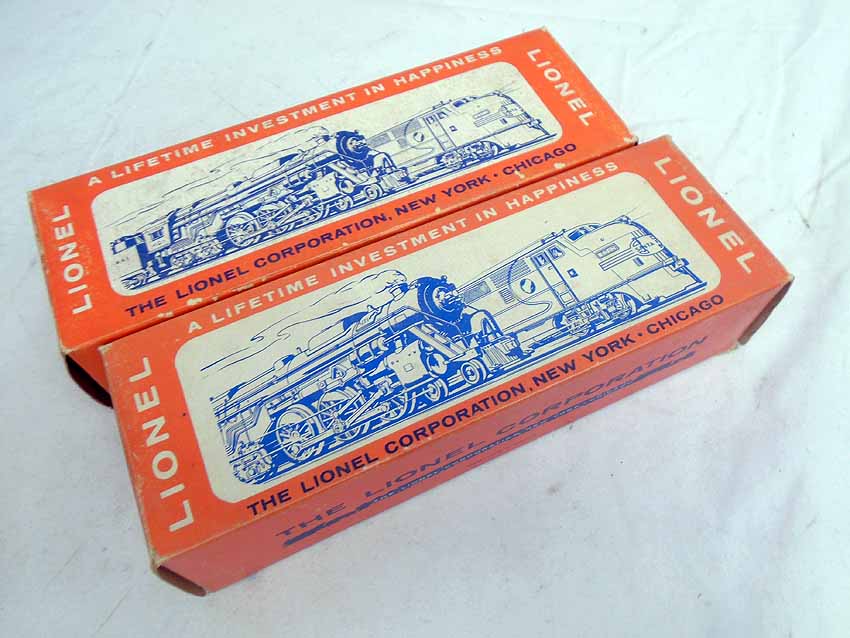 A LIFETIME INVESTMENT IN HAPPINESS
LIONEL
LIONEL
THE LIONEL CORPORATION, NEW YORK • CHICAGO
A LIFETIME INVESTMENT IN HAPPINESS
LIONEL
LIONEL
THE LIONEL CORPORATION, NEW YORK • CHICAGO
THE LIONEL CORPORATION